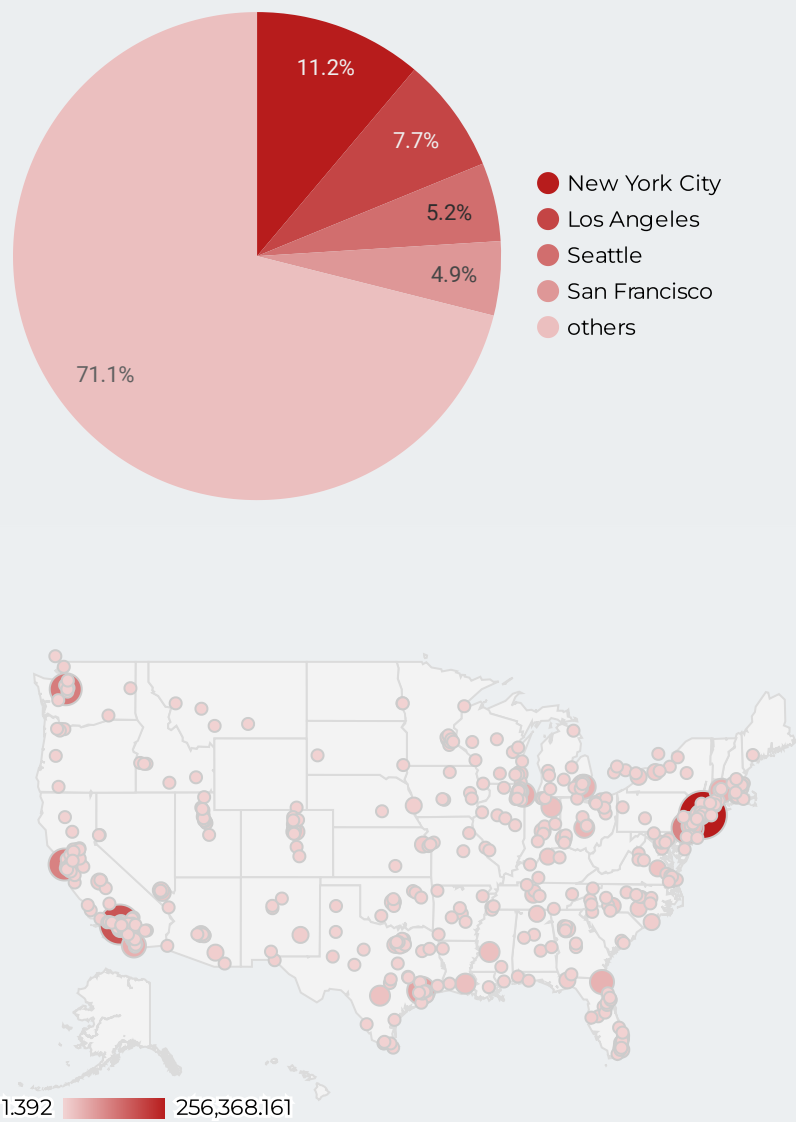 11.2%
7.7%
5.2%
4.9%
71.1%
New York City
Los Angeles
Seattle
San Francisco
others
1.392
256,368.161